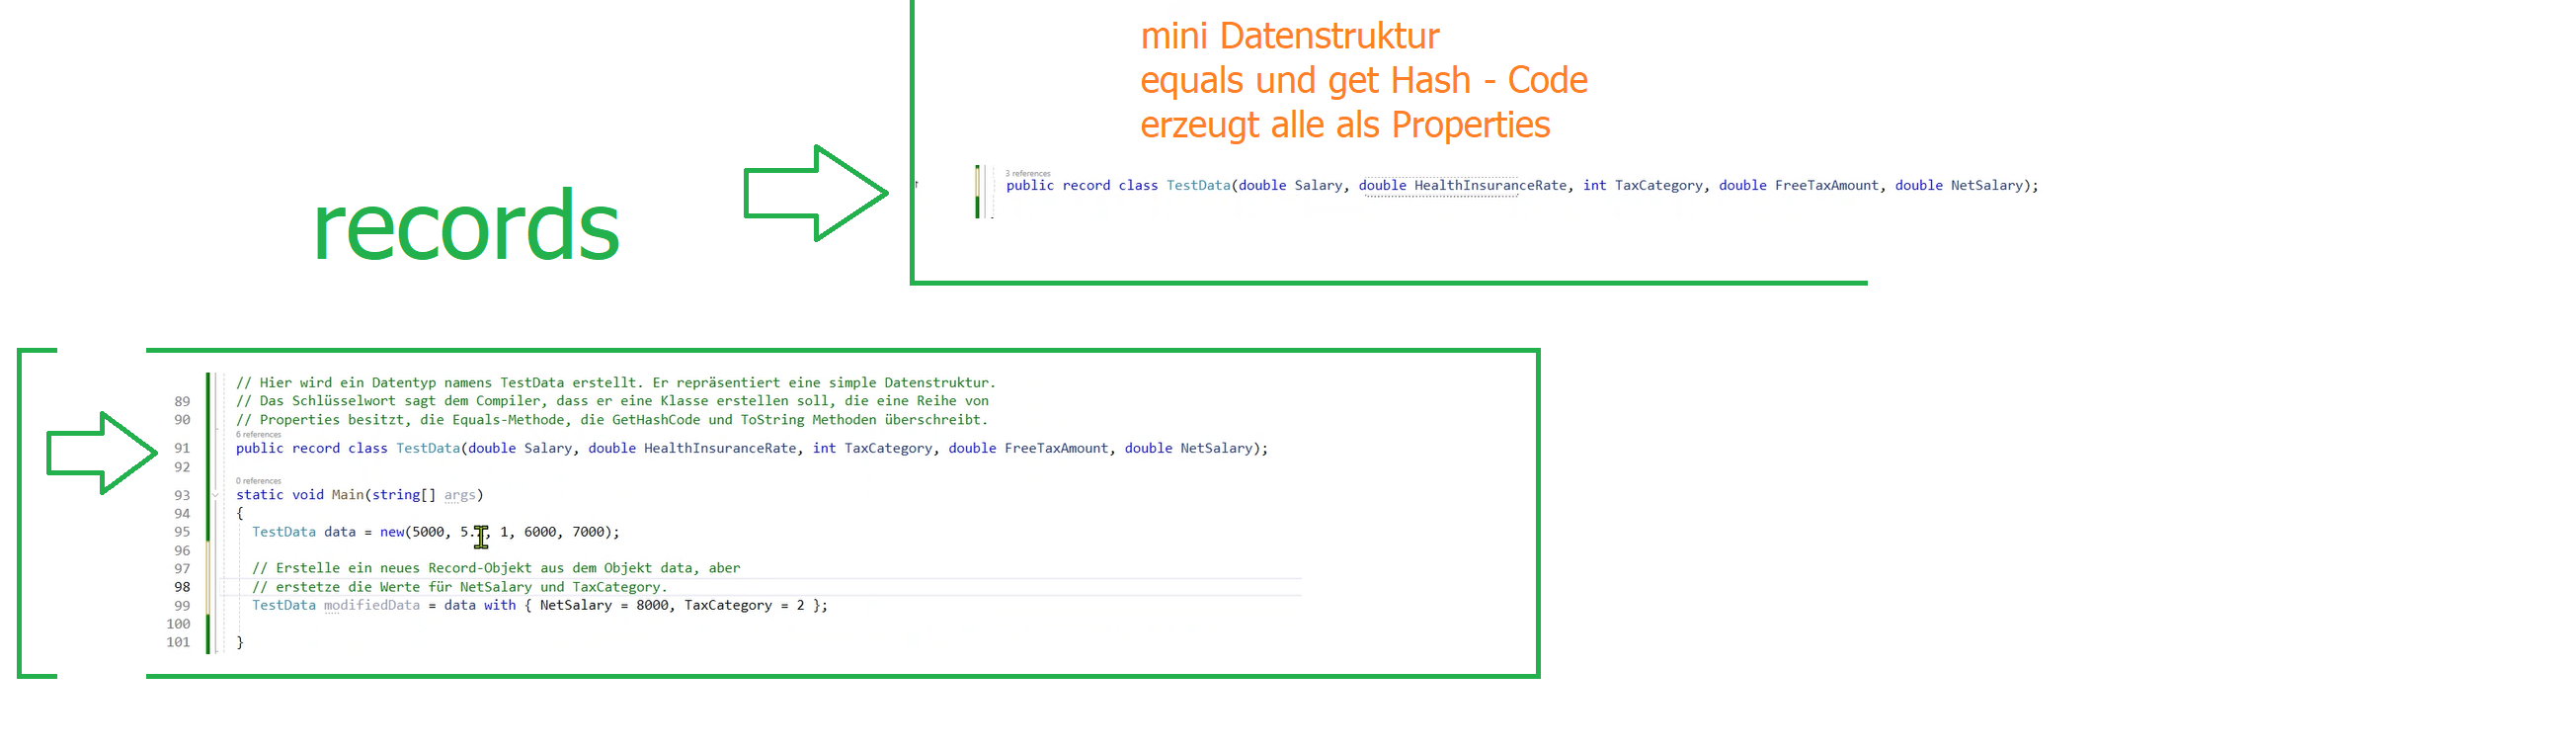 mini Datenstruktur
equals und get Hash - Code
erzeugt alle als Properties
records
3 references
public record class TestData(double Salary, double HealthInsuranceRate, int TaxCategory, double FreeTaxAmount, double NetSalary);
// Hier wird ein Datentyp namens TestData erstellt. Er repräsentiert eine simple Datenstruktur.
89 // Das Schlüsselwort sagt dem Compiler, dass er eine Klasse erstellen soll, die eine Reihe von
90 // Properties besitzt, die Equals-Methode, die GetHashCode und ToString Methoden überschreibt.
6 references
91 public record class TestData(double Salary, double HealthInsuranceRate, int TaxCategory, double FreeTaxAmount, double NetSalary);
92
0 references
93 static void Main(string[] args)
94 {
95 TestData data = new(5000, 1, 6000, 7000);
96
97 // Erstelle ein neues Record-Objekt aus dem Objekt data, aber
98 // erstetze die Werte für NetSalary und TaxCategory.
99 TestData modifiedData = data with { NetSalary = 8000, TaxCategory = 2 };
100
101 }